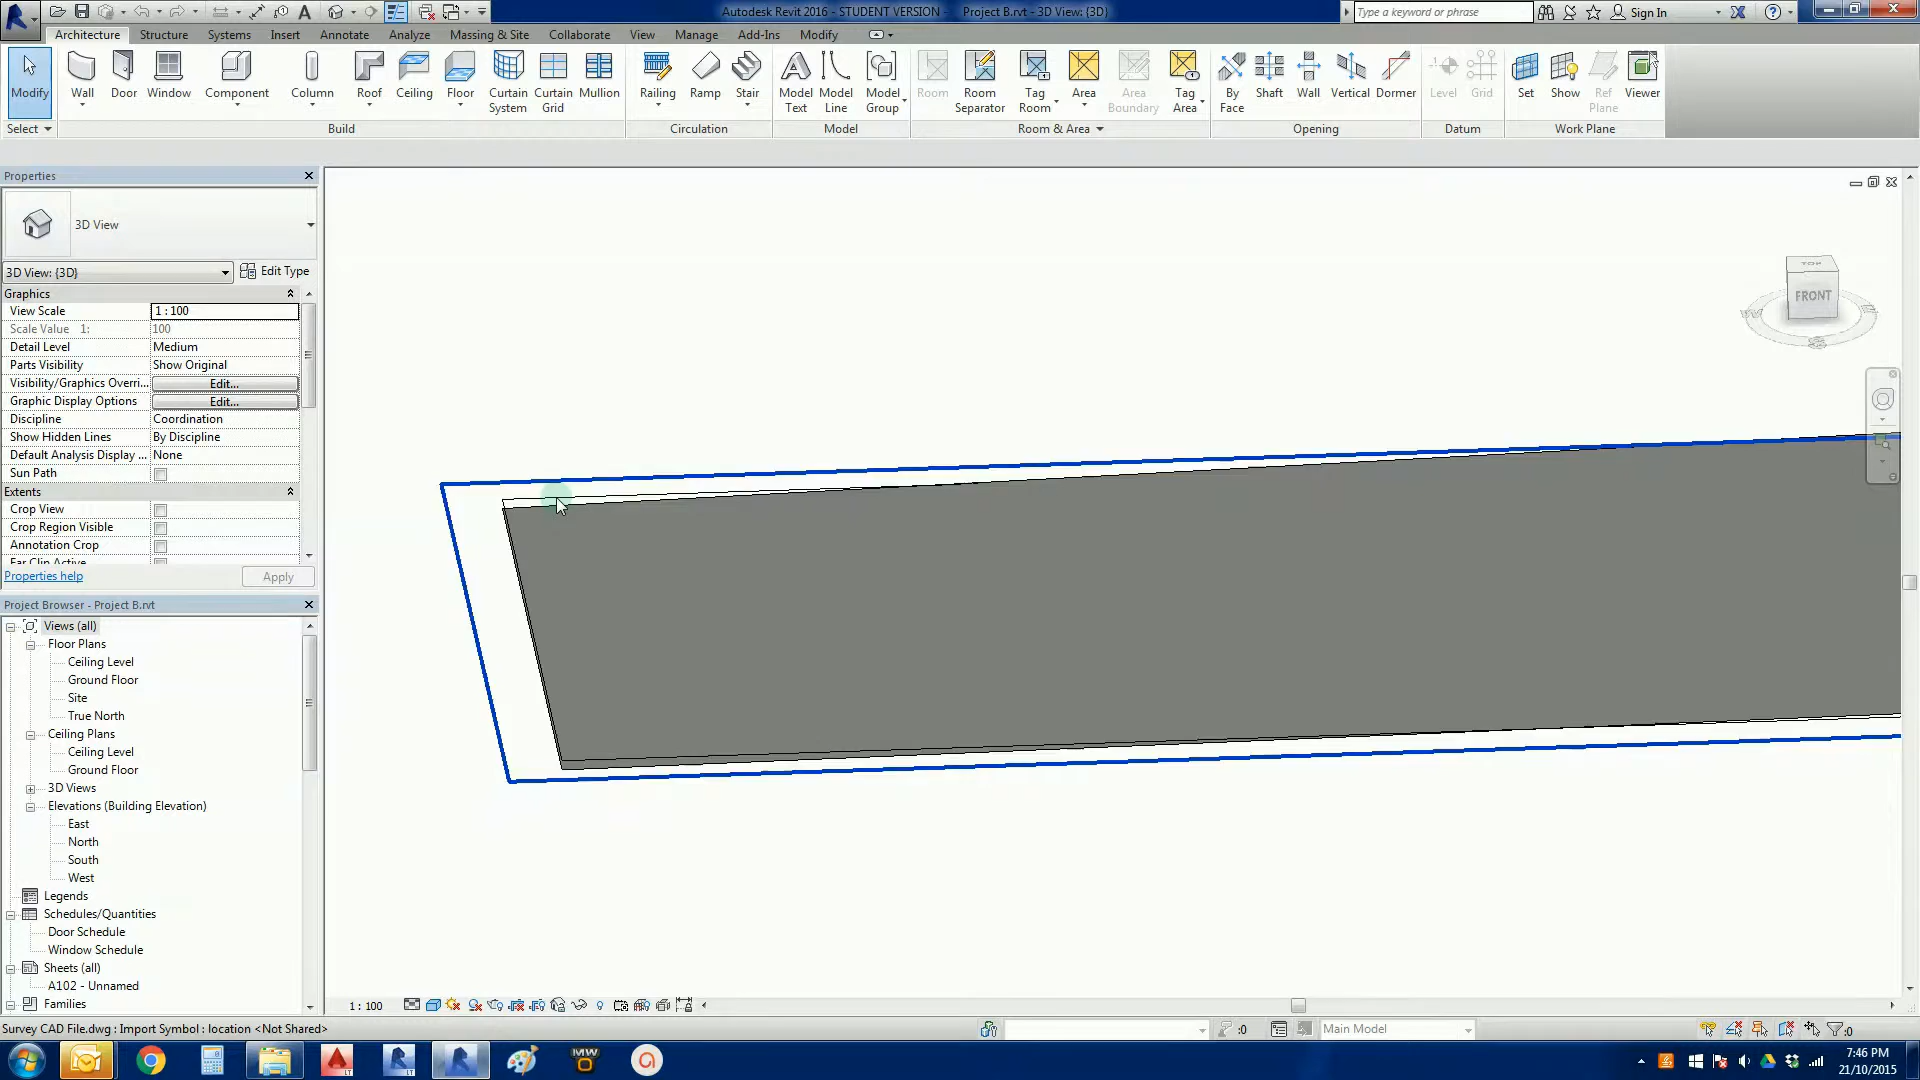 Autodesk Revit 2016 - STUDENT VERSION - Project B.rvt - 3D View: {3D}
Type a keyword or phrase
Sign In
Architecture Structure Systems Insert Annotate Analyze Massing & Site Collaborate View Manage Add-Ins Modify
Modify Wall Door Window Component Column Roof Ceiling Floor Curtain System Curtain Grid Mullion Railing Ramp Stair Model Text Model Line Model Group Room Room Separator Tag Room Area Area Boundary Tag Area By Face Shaft Wall Vertical Dormer Level Grid Set Show Ref Plane Viewer
Select Build Circulation Model Room & Area Opening Datum Work Plane
Properties
3D View
3D View: {3D} Edit Type
Graphics
View Scale 1 : 100
Scale Value 1: 100
Detail Level Medium
Parts Visibility Show Original
Visibility/Graphics Overri... Edit...
Graphic Display Options Edit...
Discipline Coordination
Show Hidden Lines By Discipline
Default Analysis Display ... None
Sun Path
Extents
Crop View
Crop Region Visible
Annotation Crop
Far Clip Active
Properties help Apply
Project Browser - Project B.rvt
Views (all)
Floor Plans
Ceiling Level
Ground Floor
Site
True North
Ceiling Plans
Ceiling Level
Ground Floor
3D Views
Elevations (Building Elevation)
East
North
South
West
Legends
Schedules/Quantities
Door Schedule
Window Schedule
Sheets (all)
A102 - Unnamed
Families
TOP
FRONT
W
S
E
1 : 100
Survey CAD File.dwg : Import Symbol : location <Not Shared>
:0
Main Model
:0
LT
LT
MW
7:46 PM
21/10/2015